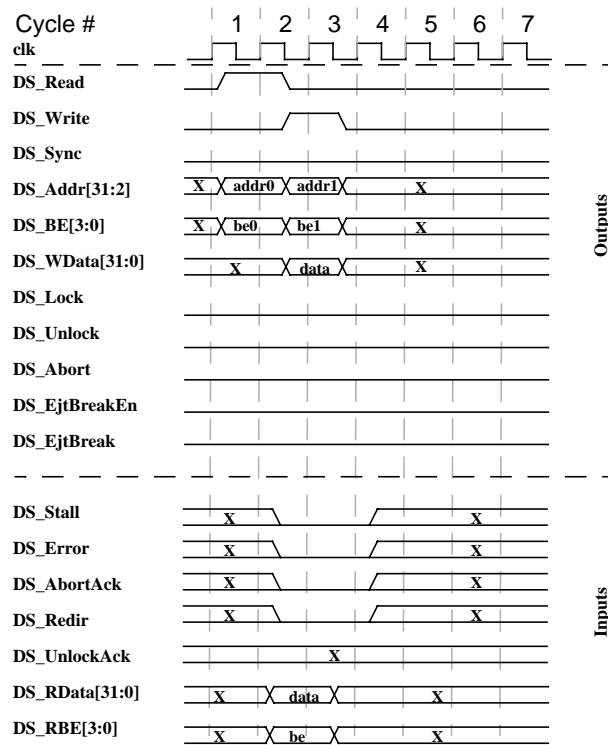 Cycle # 1 2 3 4 5 6 7
clk
DS_Read
DS_Write
DS_Sync
DS_Addr[31:2] X addr0 addr1 X
DS_BE[3:0] X be0 be1 X
DS_WData[31:0] X data X
DS_Lock
DS_Unlock
DS_Abort
DS_EjtBreakEn
DS_EjtBreak
Outputs
DS_Stall X X
DS_Error X X
DS_AbortAck X X
DS_Redir X X
DS_UnlockAck X
DS_RData[31:0] X data X
DS_RBE[3:0] X be X
Inputs